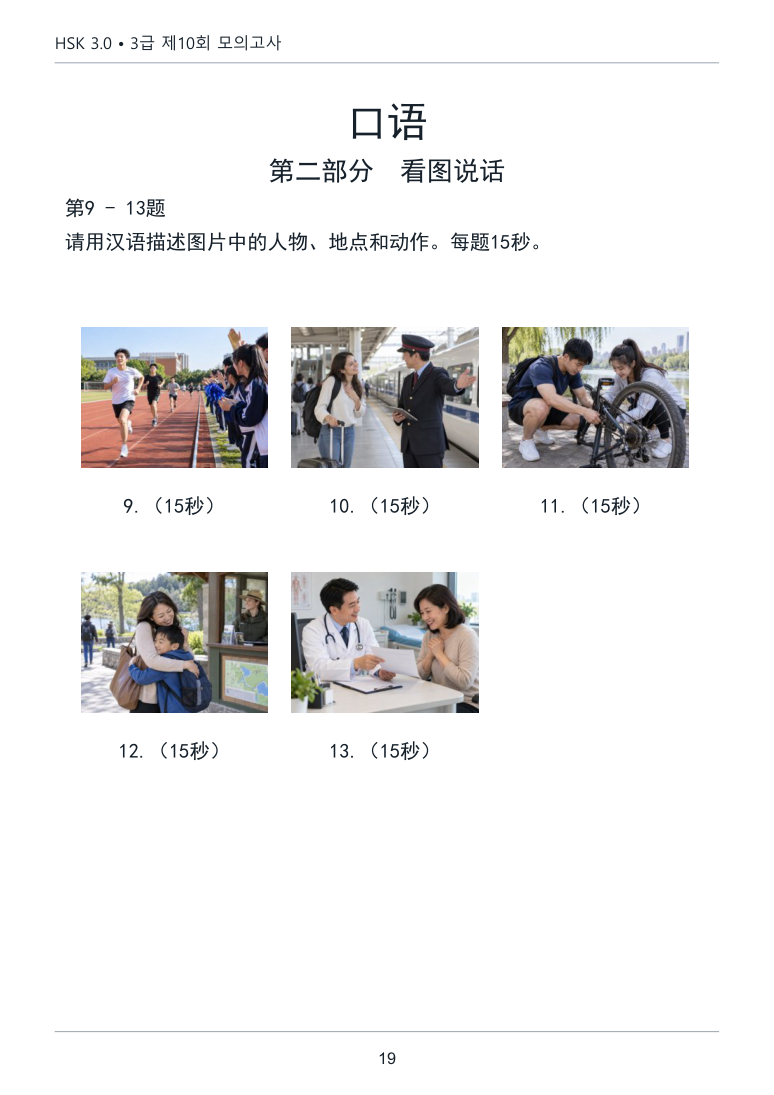 HSK 3.0 • 3급 제10회 모의고사
口语
第二部分　看图说话
第9 － 13题
请用汉语描述图片中的人物、地点和动作。每题15秒。
9.（15秒）
10.（15秒）
11.（15秒）
12.（15秒）
13.（15秒）
19